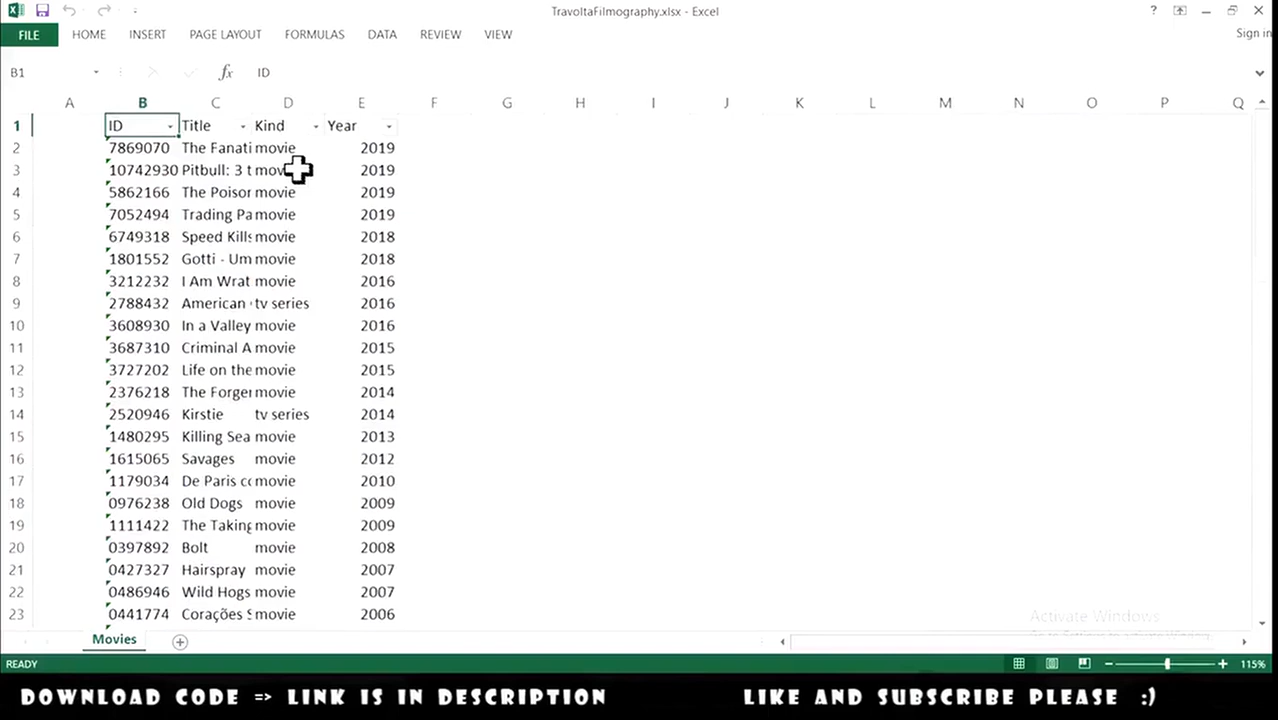 TravoltaFilmography.xlsx - Excel
?
FILE HOME INSERT PAGE LAYOUT FORMULAS DATA REVIEW VIEW Sign in
B1 fx ID
A B C D E F G H I J K L M N O P Q
1 ID Title Kind Year
2 7869070 The Fanati movie 2019
3 10742930 Pitbull: 3 t mov 2019
4 5862166 The Poisor movie 2019
5 7052494 Trading Pa movie 2019
6 6749318 Speed Kills movie 2018
7 1801552 Gotti - Um movie 2018
8 3212232 I Am Wrat movie 2016
9 2788432 American tv series 2016
10 3608930 In a Valley movie 2016
11 3687310 Criminal A movie 2015
12 3727202 Life on the movie 2015
13 2376218 The Forger movie 2014
14 2520946 Kirstie tv series 2014
15 1480295 Killing Sea movie 2013
16 1615065 Savages movie 2012
17 1179034 De Paris co movie 2010
18 0976238 Old Dogs movie 2009
19 1111422 The Taking movie 2009
20 0397892 Bolt movie 2008
21 0427327 Hairspray movie 2007
22 0486946 Wild Hogs movie 2007
23 0441774 Corações S movie 2006
Activate Windows
Movies
READY 115%
DOWNLOAD CODE => LINK IS IN DESCRIPTION LIKE AND SUBSCRIBE PLEASE :)